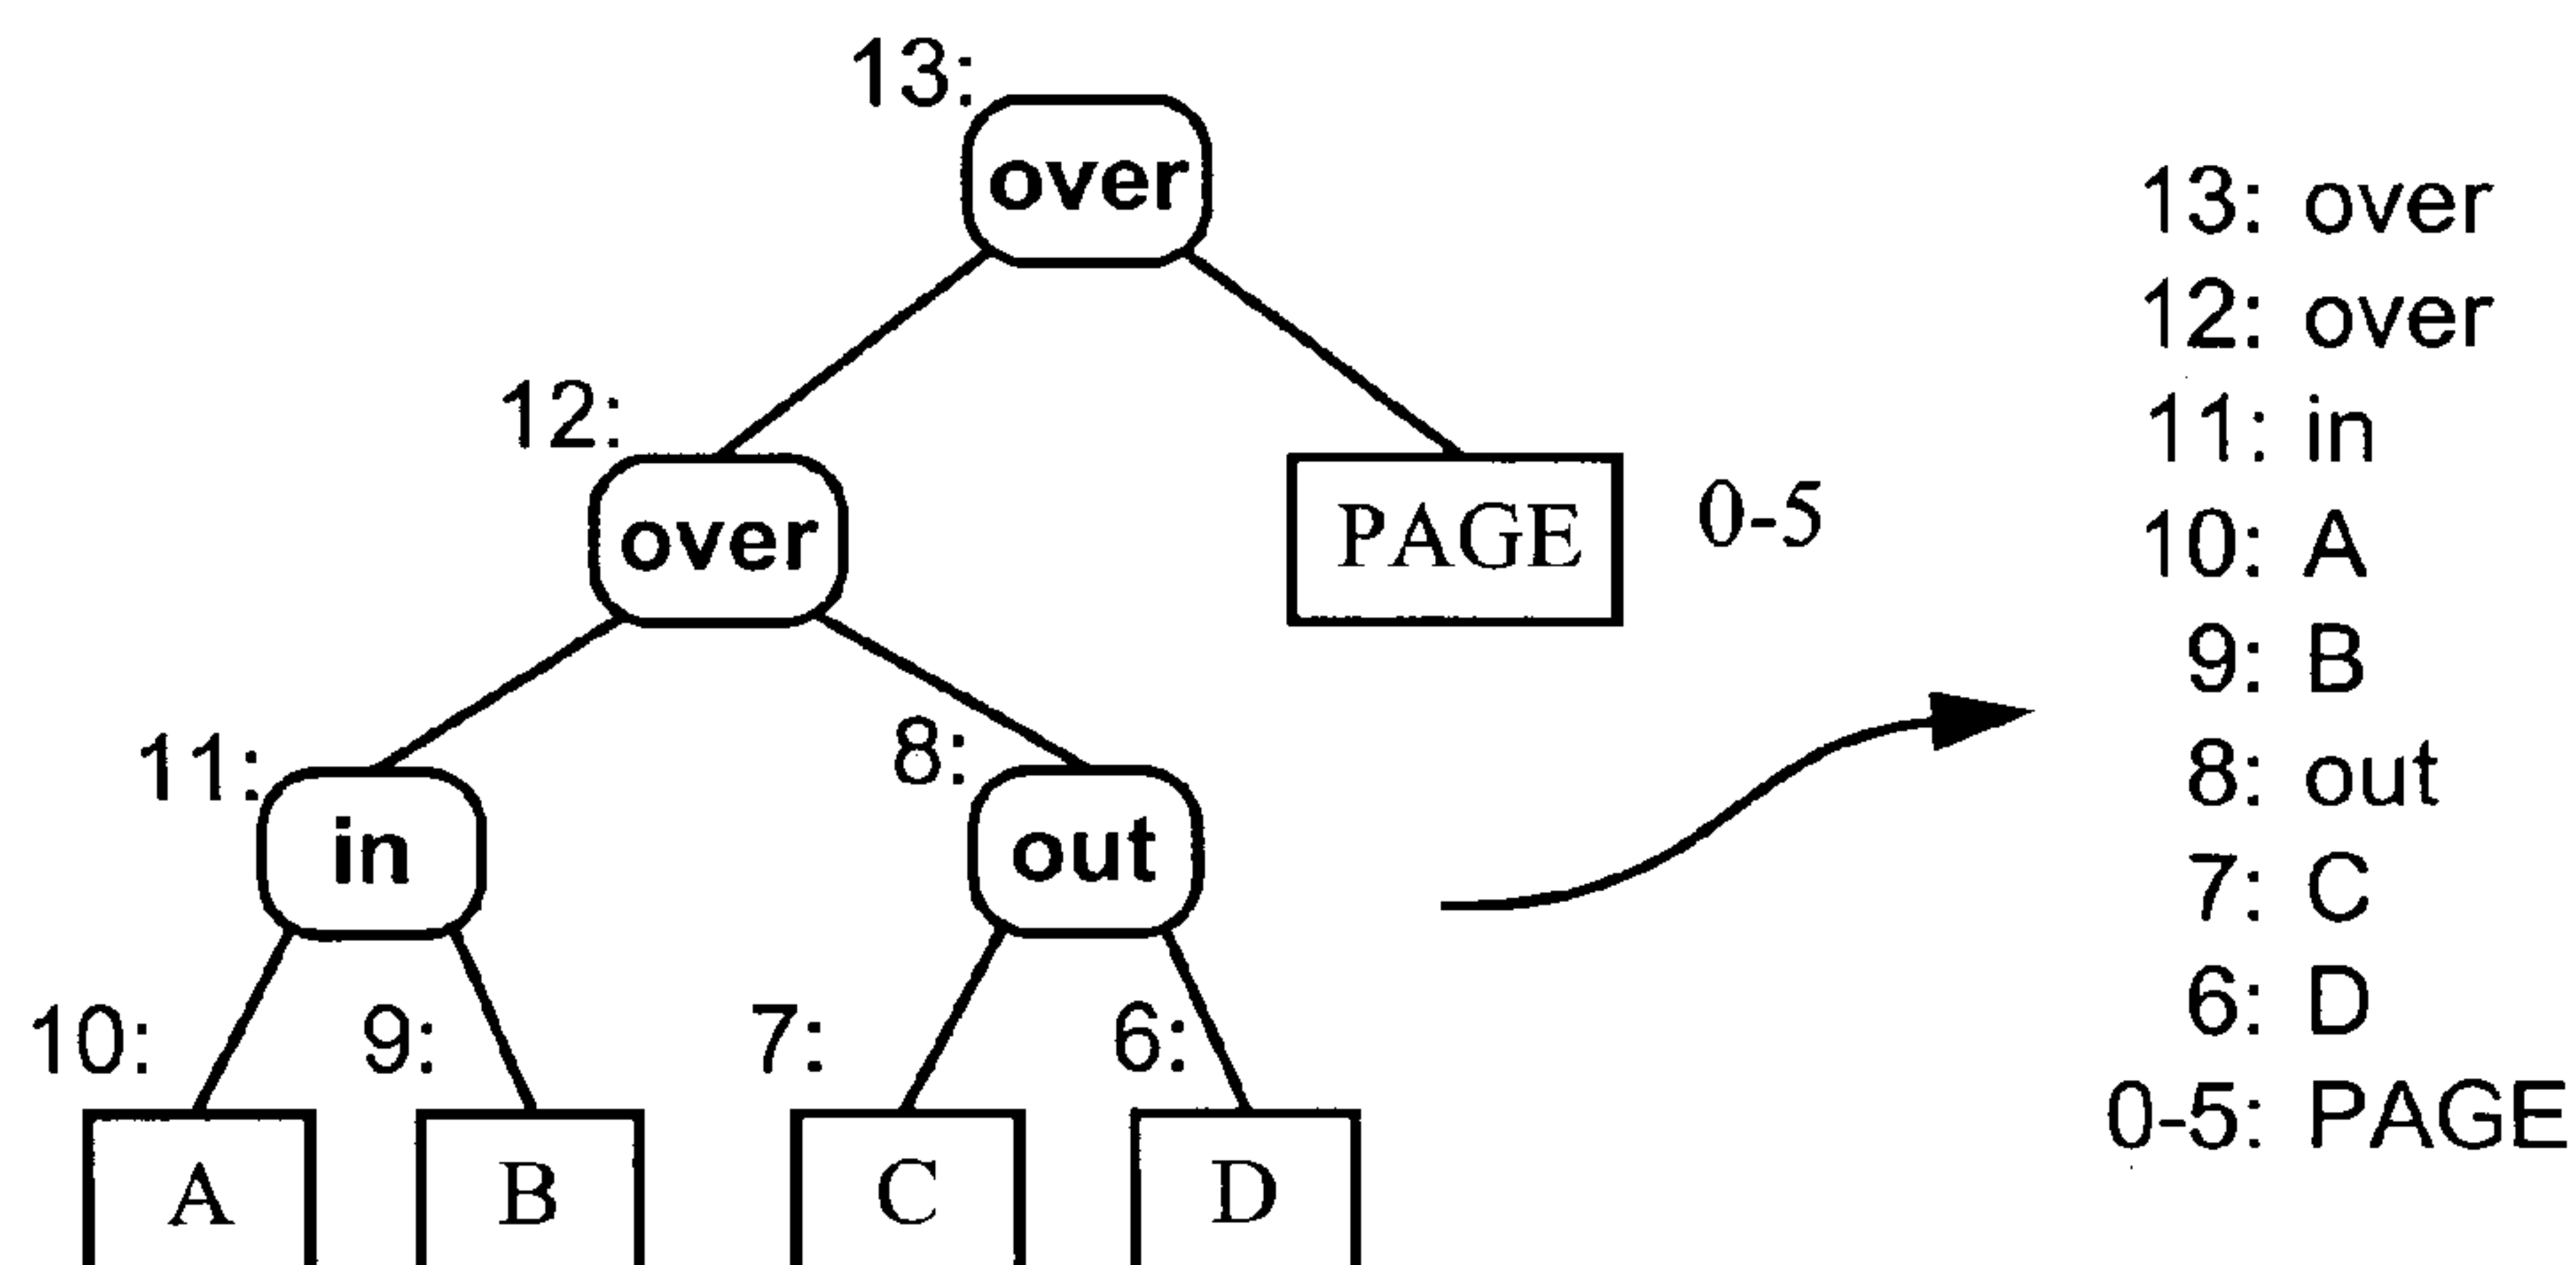 13:
over
12:
over
PAGE 0-5
11:
in
8:
out
10: 9: 7: 6:
A B C D
13: over
12: over
11: in
10: A
9: B
8: out
7: C
6: D
0-5: PAGE